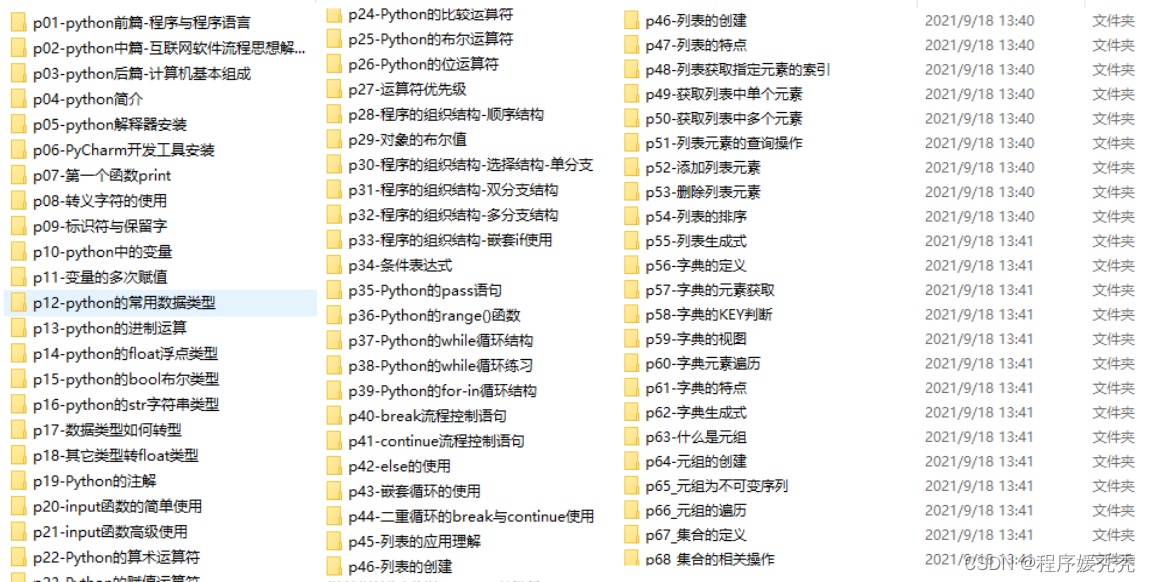 p01-python前篇-程序与程序语言
p02-python中篇-互联网软件流程思想解...
p03-python后篇-计算机基本组成
p04-python简介
p05-python解释器安装
p06-PyCharm开发工具安装
p07-第一个函数print
p08-转义字符的使用
p09-标识符与保留字
p10-python中的变量
p11-变量的多次赋值
p12-python的常用数据类型
p13-python的进制运算
p14-python的float浮点类型
p15-python的bool布尔类型
p16-python的str字符串类型
p17-数据类型如何转型
p18-其它类型转float类型
p19-Python的注解
p20-input函数的简单使用
p21-input函数高级使用
p22-Python的算术运算符
p23-Python的赋值运算符
p24-Python的比较运算符
p25-Python的布尔运算符
p26-Python的位运算符
p27-运算符优先级
p28-程序的组织结构-顺序结构
p29-对象的布尔值
p30-程序的组织结构-选择结构-单分支
p31-程序的组织结构-双分支结构
p32-程序的组织结构-多分支结构
p33-程序的组织结构-嵌套if使用
p34-条件表达式
p35-Python的pass语句
p36-Python的range()函数
p37-Python的while循环结构
p38-Python的while循环练习
p39-Python的for-in循环结构
p40-break流程控制语句
p41-continue流程控制语句
p42-else的使用
p43-嵌套循环的使用
p44-二重循环的break与continue使用
p45-列表的应用理解
p46-列表的创建
p46-列表的创建 2021/9/18 13:40 文件夹
p47-列表的特点 2021/9/18 13:40 文件夹
p48-列表获取指定元素的索引 2021/9/18 13:40 文件夹
p49-获取列表中单个元素 2021/9/18 13:40 文件夹
p50-获取列表中多个元素 2021/9/18 13:40 文件夹
p51-列表元素的查询操作 2021/9/18 13:40 文件夹
p52-添加列表元素 2021/9/18 13:40 文件夹
p53-删除列表元素 2021/9/18 13:40 文件夹
p54-列表的排序 2021/9/18 13:40 文件夹
p55-列表生成式 2021/9/18 13:41 文件夹
p56-字典的定义 2021/9/18 13:41 文件夹
p57-字典的元素获取 2021/9/18 13:41 文件夹
p58-字典的KEY判断 2021/9/18 13:41 文件夹
p59-字典的视图 2021/9/18 13:41 文件夹
p60-字典元素遍历 2021/9/18 13:41 文件夹
p61-字典的特点 2021/9/18 13:41 文件夹
p62-字典生成式 2021/9/18 13:41 文件夹
p63-什么是元组 2021/9/18 13:41 文件夹
p64-元组的创建 2021/9/18 13:41 文件夹
p65_元组为不可变序列 2021/9/18 13:41 文件夹
p66_元组的遍历 2021/9/18 13:41 文件夹
p67_集合的定义 2021/9/18 13:41 文件夹
p68_集合的相关操作 2021/9/18 13:41 文件夹
CSDN @程序媛壳壳